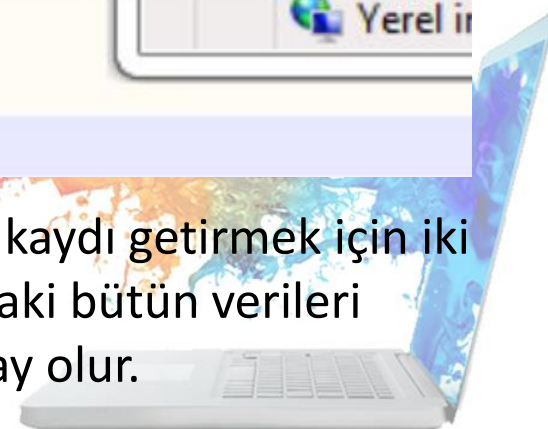 Yerel
kaydı getirmek için iki
aki bütün verileri
ay olur.